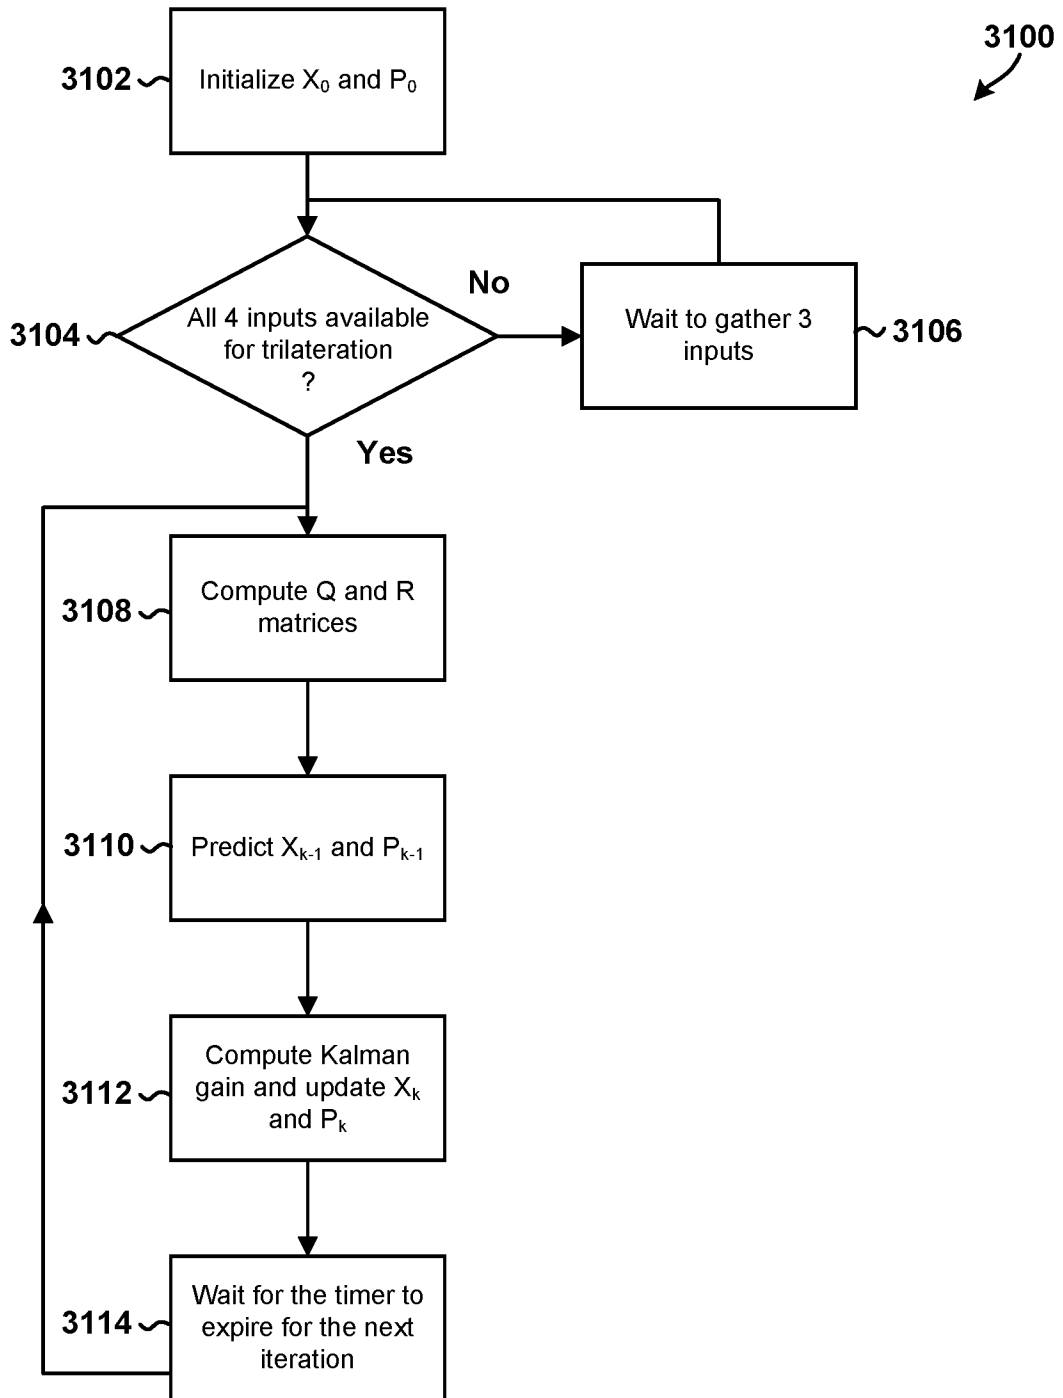 3100
3102
Initialize X₀ and P₀
3104
All 4 inputs available
for trilateration
?
No
Wait to gather 3
inputs
3106
Yes
3108
Compute Q and R
matrices
3110
Predict Xₖ₋₁ and Pₖ₋₁
3112
Compute Kalman
gain and update Xₖ
and Pₖ
3114
Wait for the timer to
expire for the next
iteration